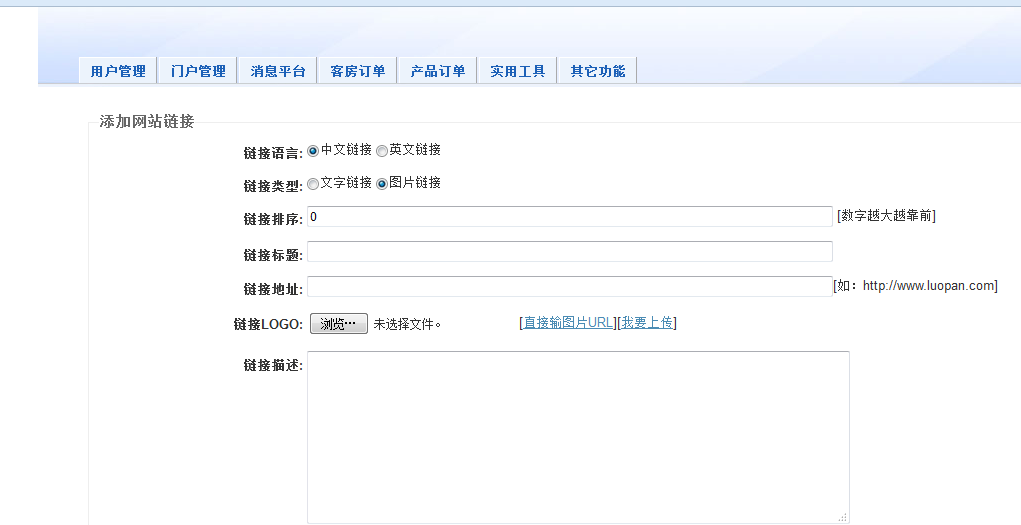 用户管理 门户管理 消息平台 客房订单 产品订单 实用工具 其它功能
添加网站链接
链接语言: 中文链接 英文链接
链接类型: 文字链接 图片链接
链接排序: 0 [数字越大越靠前]
链接标题:
链接地址: [如：http://www.luopan.com]
链接LOGO: 浏览… 未选择文件。 [直接输图片URL][我要上传]
链接描述: